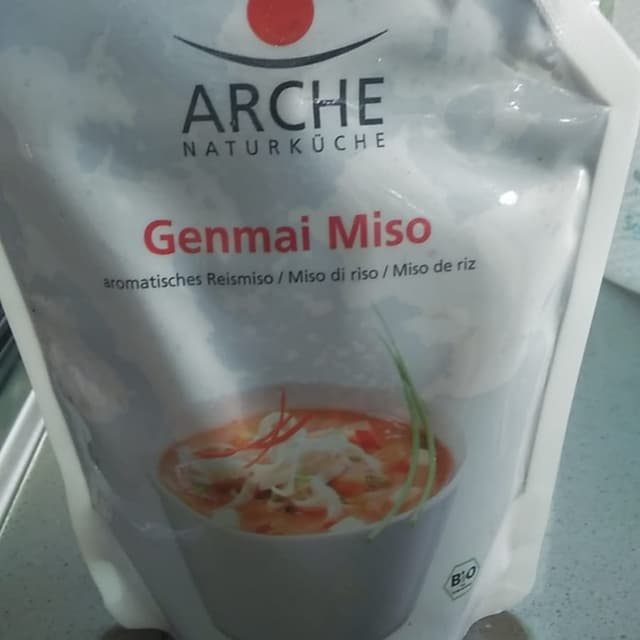 ARCHE
NATURKÜCHE
Genmai Miso
aromatisches Reismiso / Miso di riso / Miso de riz
BIO